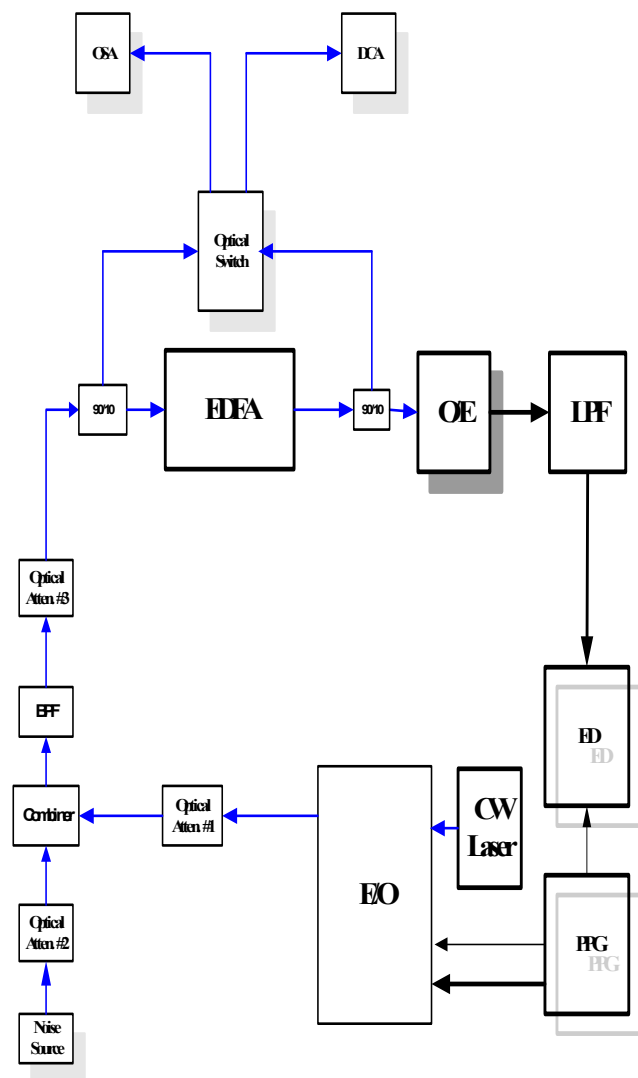 OSA
DCA
Optical
Switch
90/10
EDFA
90/10
O/E
LPF
Optical
Atten. #3
BPF
ED
ED
Combiner
Optical
Atten. #1
CW
Laser
E/O
Optical
Atten. #2
PPG
PPG
Noise
Source